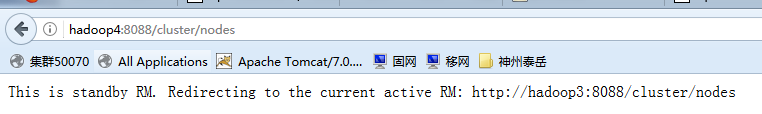 hadoop4:8088/cluster/nodes
集群50070 All Applications Apache Tomcat/7.0.... 固网 移网 神州泰岳
This is standby RM. Redirecting to the current active RM: http://hadoop3:8088/cluster/nodes